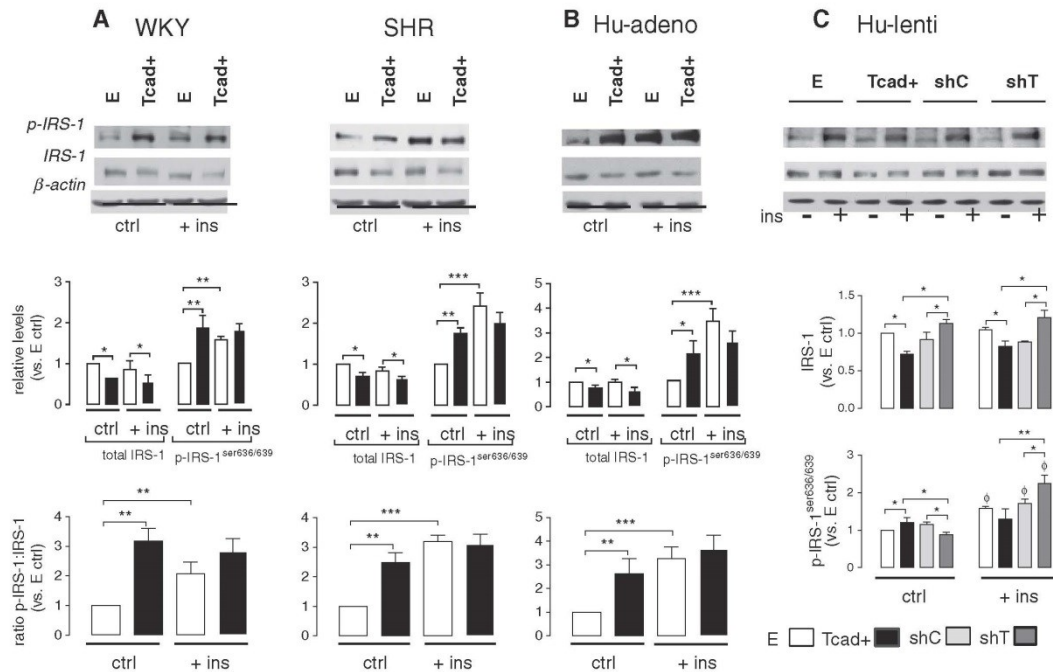 A WKY SHR B Hu-adeno C Hu-lenti
E Tcad+ E Tcad+ E Tcad+ E Tcad+ E Tcad+ E Tcad+ E Tcad+ shC shT
p-IRS-1
IRS-1
β-actin
ctrl + ins ctrl + ins ctrl + ins ins - + - + - + - +
relative levels
(vs. E ctrl)
3
2
1
0
* * ** **
ctrl + ins ctrl + ins
total IRS-1 p-IRS-1ser636/639
3
2
1
0
* * ** ***
ctrl + ins ctrl + ins
total IRS-1 p-IRS-1ser636/639
5
4
3
2
1
0
* * * ***
ctrl + ins ctrl + ins
total IRS-1 p-IRS-1ser636/639
IRS-1
(vs. E ctrl)
1.5
1.0
0.5
0.0
* * * * * *
p-IRS-1ser636/639
(vs. E ctrl)
3
2
1
0
* * * ϕ ϕ ϕ * **
ctrl + ins
ratio p-IRS-1:IRS-1
(vs. E ctrl)
4
3
2
1
0
** **
ctrl + ins
4
3
2
1
0
** ***
ctrl + ins
5
4
3
2
1
0
** ***
ctrl + ins
E Tcad+ shC shT